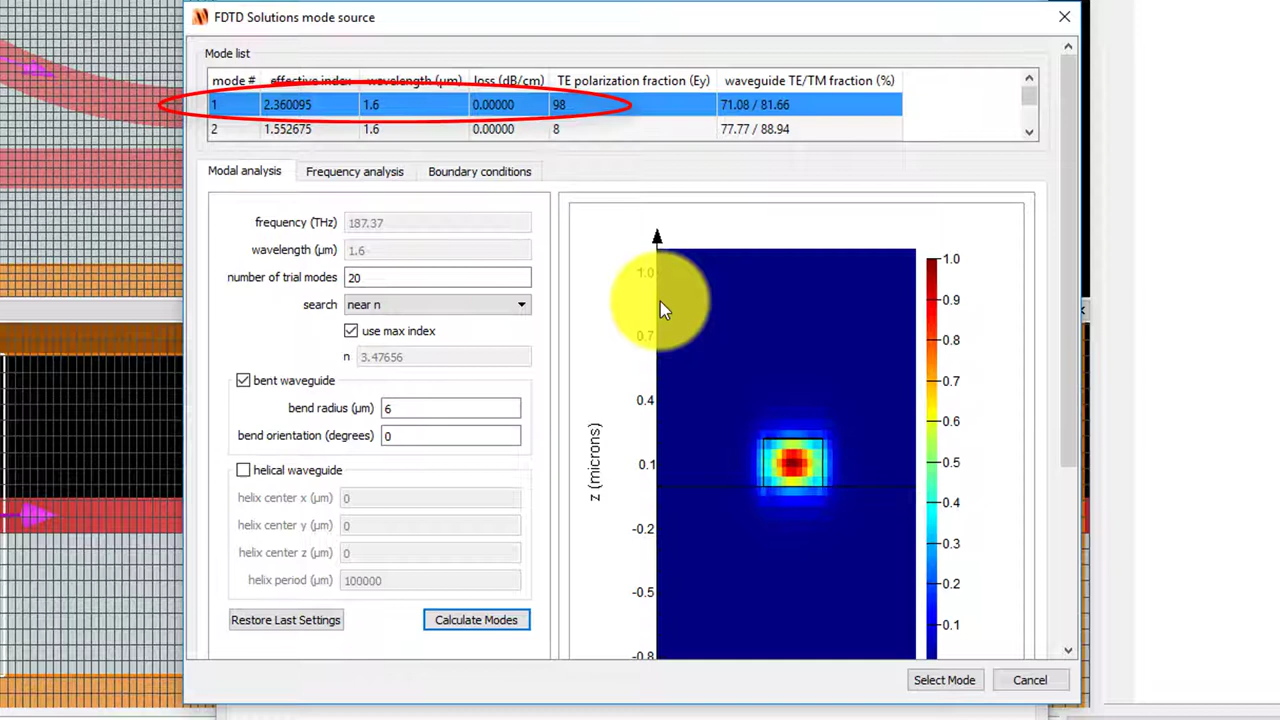 FDTD Solutions mode source
Mode list
mode # effective index wavelength (μm) loss (dB/cm) TE polarization fraction (Ey) waveguide TE/TM fraction (%)
1 2.360095 1.6 0.00000 98 71.08 / 81.66
2 1.552675 1.6 0.00000 8 77.77 / 88.94
Modal analysis Frequency analysis Boundary conditions
frequency (THz) 187.37
wavelength (μm) 1.6
number of trial modes 20
search near n
use max index
n 3.47656
bent waveguide
bend radius (μm) 6
bend orientation (degrees) 0
helical waveguide
helix center x (μm) 0
helix center y (μm) 0
helix center z (μm) 0
helix period (μm) 100000
Restore Last Settings Calculate Modes
z (microns)
1.0
0.7
0.4
0.1
-0.2
-0.5
-0.8
1.0
0.9
0.8
0.7
0.6
0.5
0.4
0.3
0.2
0.1
Select Mode Cancel